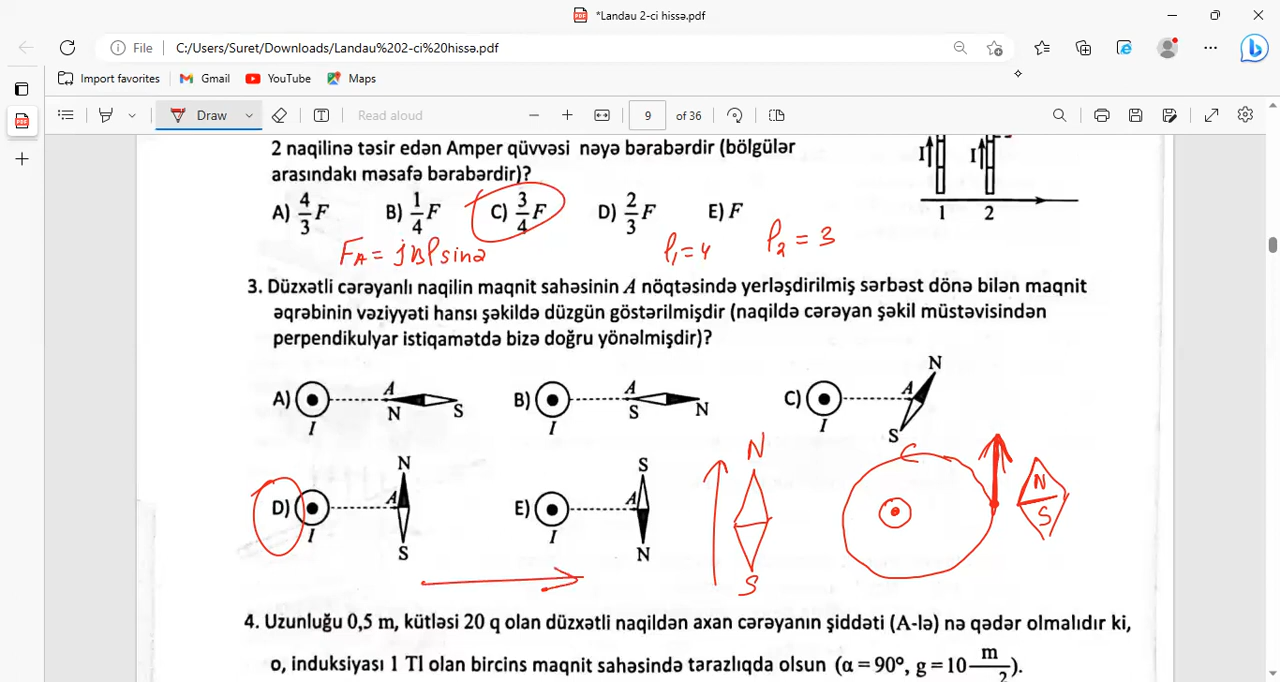 *Landau 2-ci hissə.pdf
File
C:/Users/Suret/Downloads/Landau%202-ci%20hissə.pdf
Import favorites
Gmail
YouTube
Maps
Draw
Read aloud
9
of 36
2 naqilinə təsir edən Amper qüvvəsi nəyə bərabərdir (bölgülər
arasındakı məsafə bərabərdir)?
I I
1 2
A) 4/3 F B) 1/4 F C) 3/4 F D) 2/3 F E) F
l₁=4 l₂=3
3. Düzxətli cərəyanlı naqilin maqnit sahəsinin A nöqtəsində yerləşdirilmiş sərbəst dönə bilən maqnit
əqrəbinin vəziyyəti hansı şəkildə düzgün göstərilmişdir (naqildə cərəyan şəkil müstəvisindən
perpendikulyar istiqamətdə bizə doğru yönəlmişdir)?
A) I A N S
B) I A S N
C) I A N S
D) I A N S
E) I A S N
N
S
N
S
4. Uzunluğu 0,5 m, kütləsi 20 q olan düzxətli naqildən axan cərəyanın şiddəti (A-lə) nə qədər olmalıdır ki,
o, induksiyası 1 Tl olan bircins maqnit sahəsində tarazlıqda olsun (α = 90°, g = 10 m/s²).